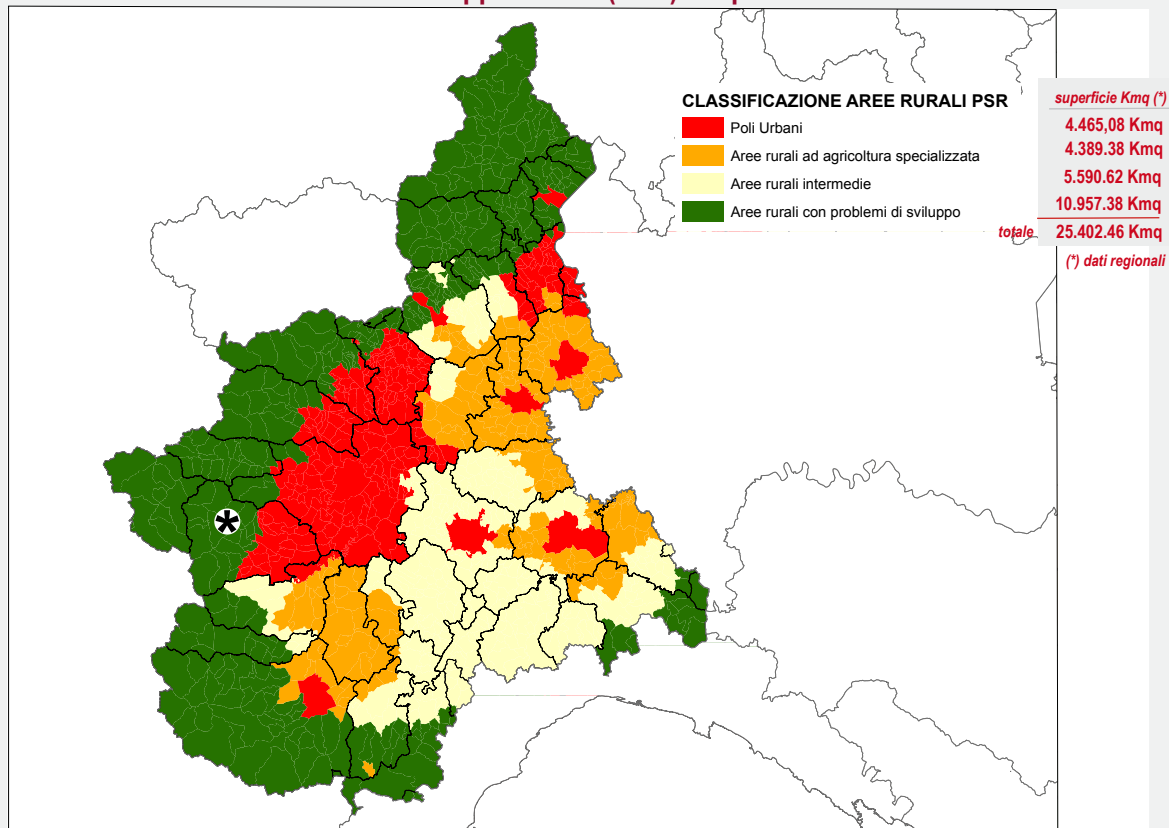 CLASSIFICAZIONE AREE RURALI PSR
superficie Kmq (*)
Poli Urbani
4.465,08 Kmq
Aree rurali ad agricoltura specializzata
4.389.38 Kmq
Aree rurali intermedie
5.590.62 Kmq
Aree rurali con problemi di sviluppo
10.957.38 Kmq
totale 25.402.46 Kmq
(*) dati regionali
*